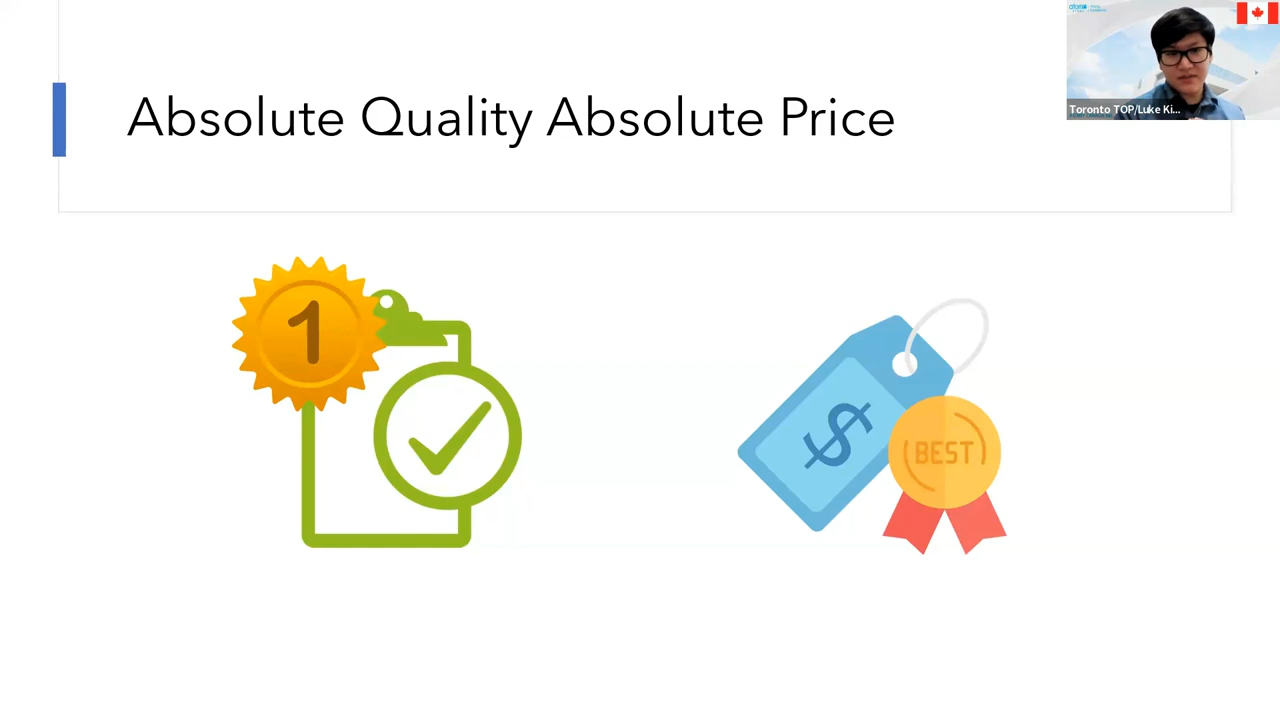 Absolute Quality Absolute Price
Toronto TOP/Luke Ki...
1
$
BEST